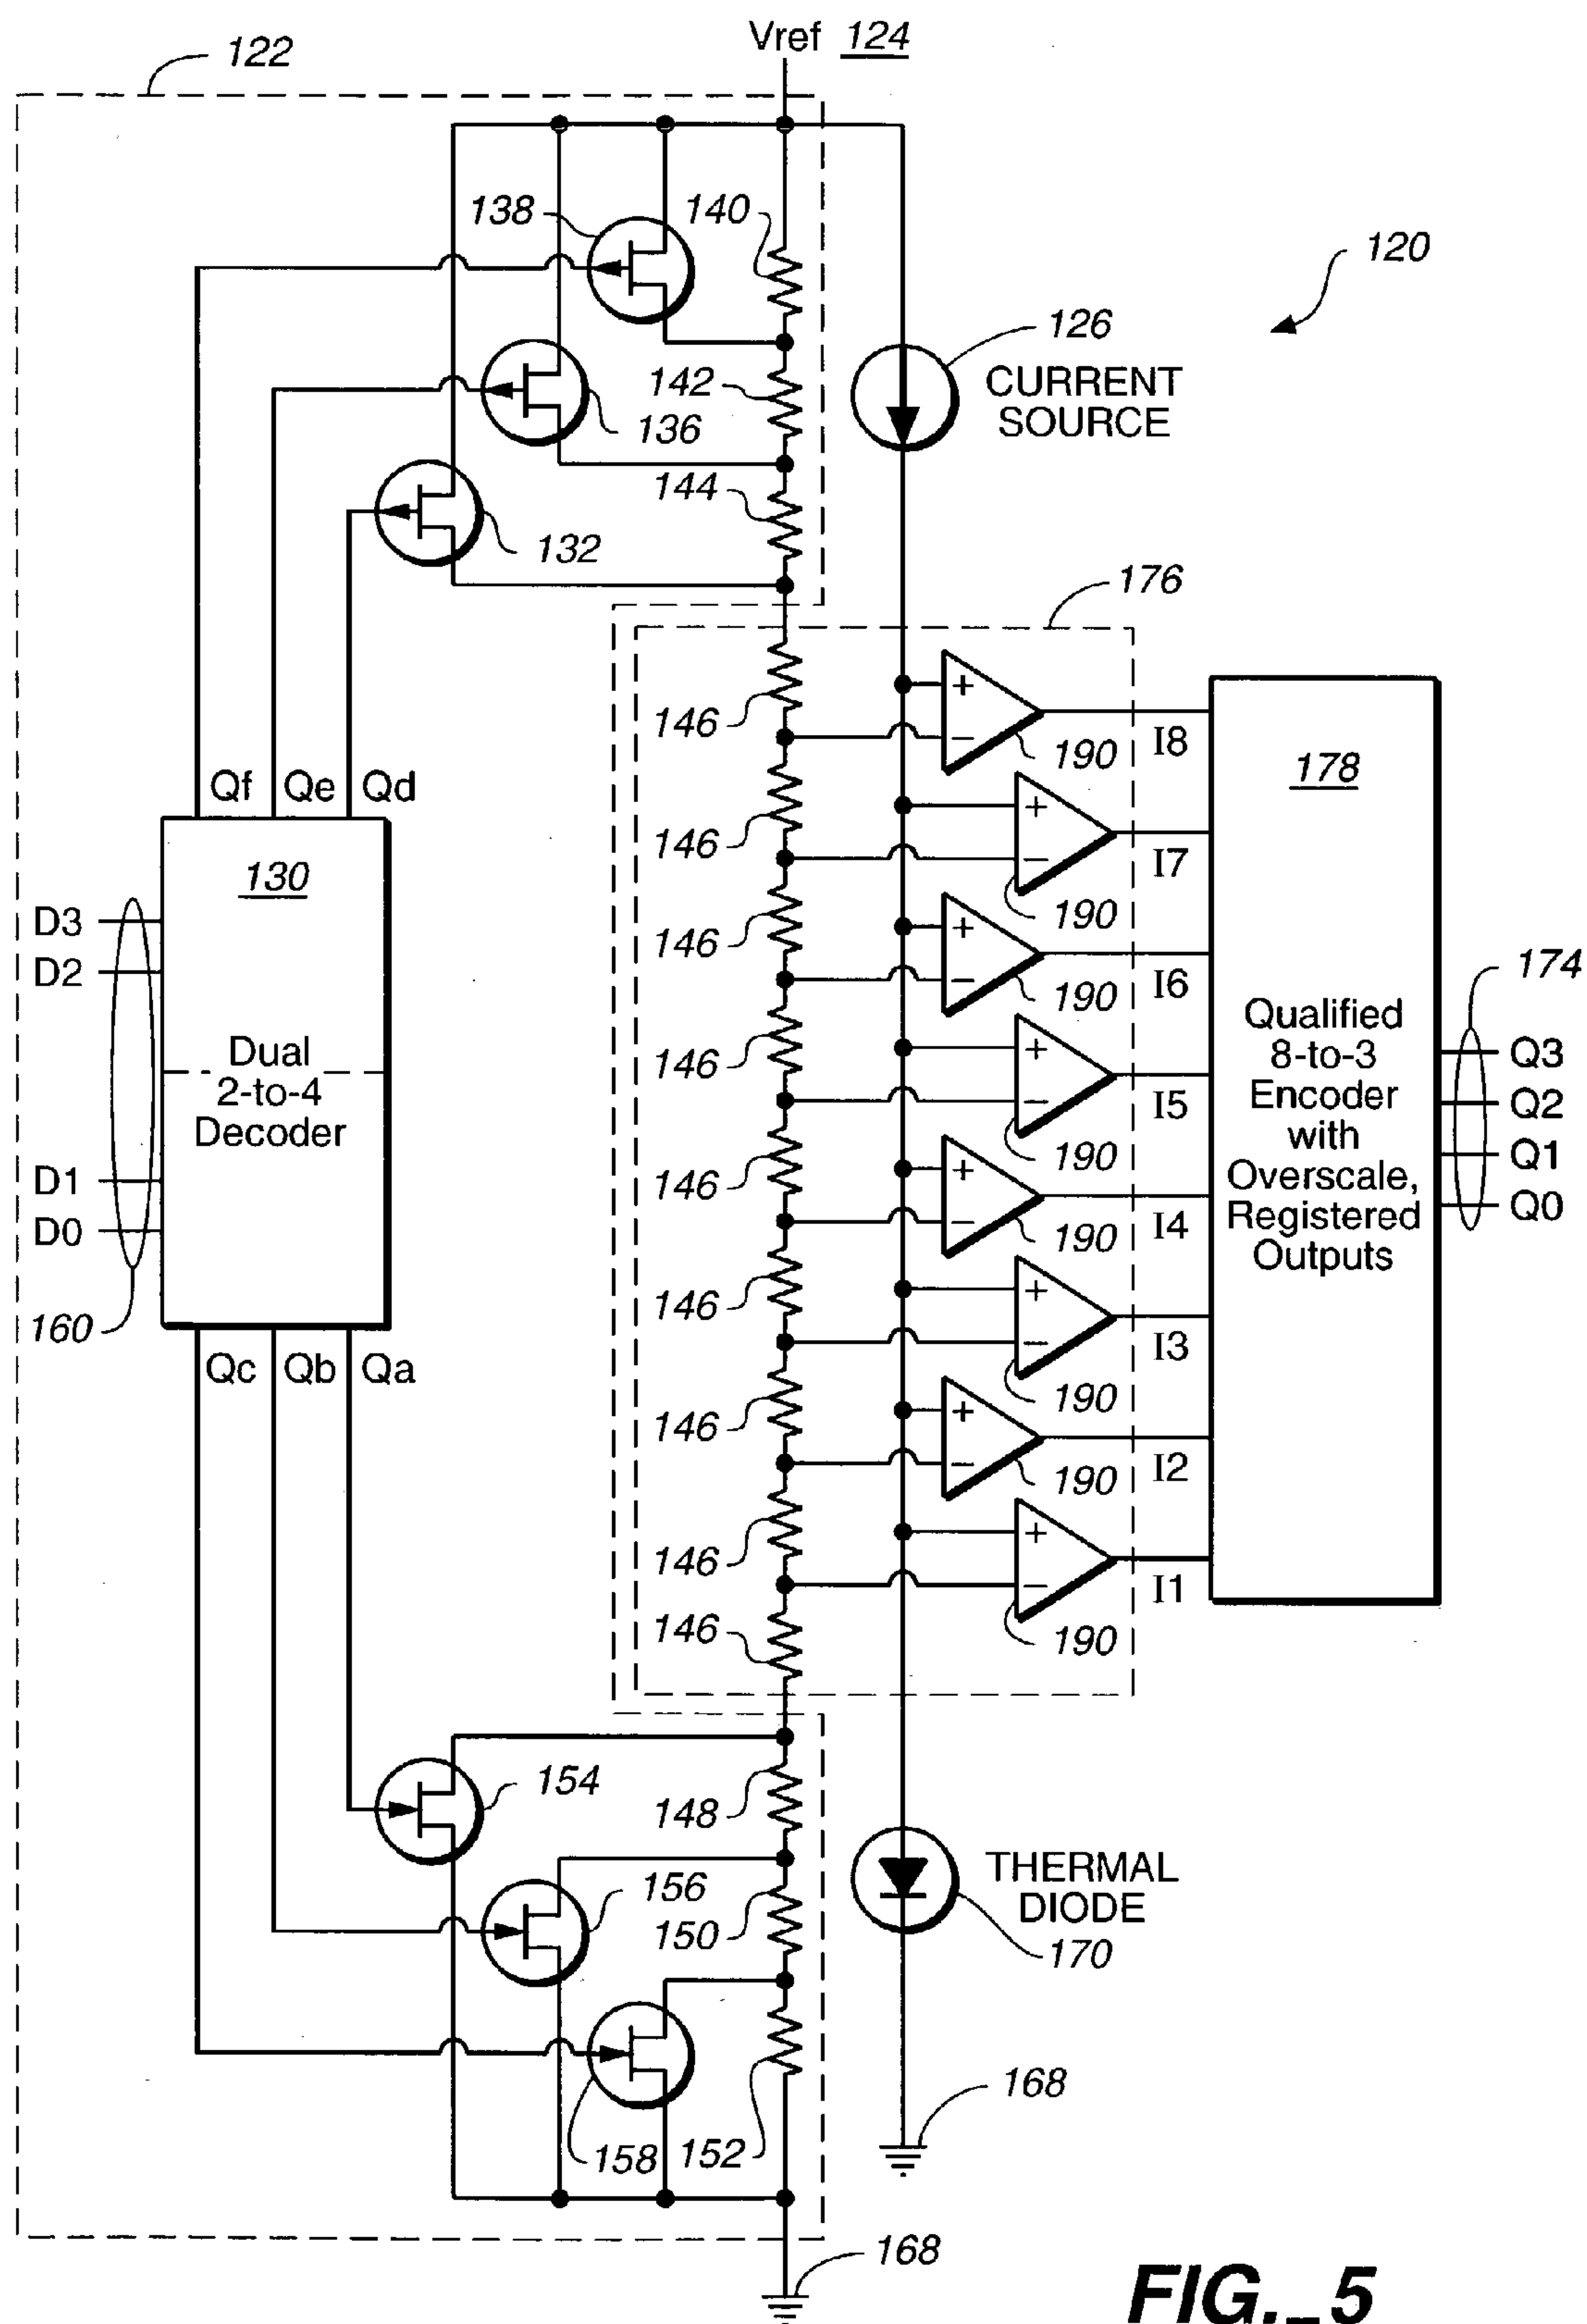 Vref 124
122
138
140
120
126
CURRENT
SOURCE
142
136
144
132
176
146
190
I8
178
Qf
Qe
Qd
146
190
I7
130
D3
D2
146
190
I6
174
Dual
2-to-4
Decoder
146
190
I5
Qualified
8-to-3
Encoder
with
Overscale,
Registered
Outputs
Q3
Q2
Q1
Q0
D1
D0
146
190
I4
160
Qc
Qb
Qa
146
190
I3
146
190
I2
146
190
I1
146
154
148
THERMAL
DIODE
170
156
150
158
152
168
168
FIG._5